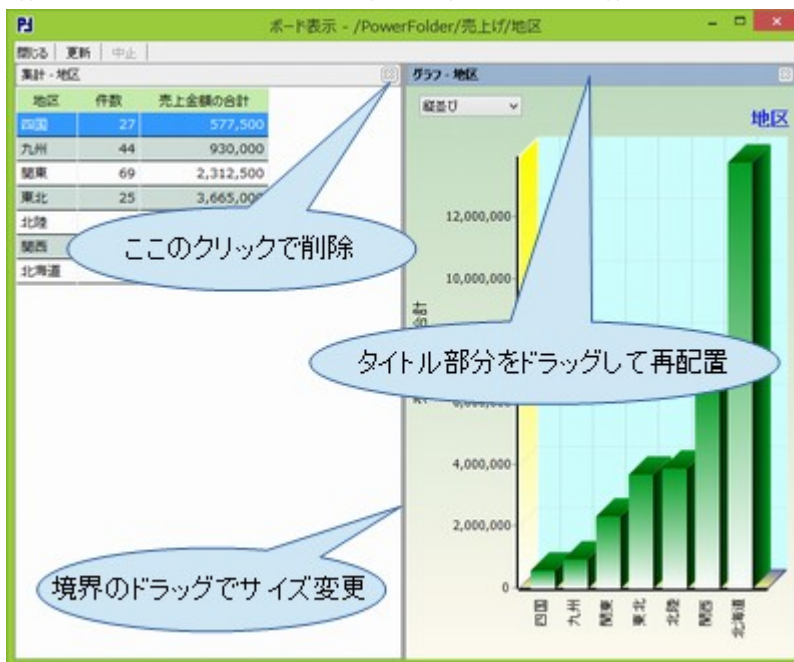 ボード表示 - /PowerFolder/売上げ/地区
閉じる 更新 中止
集計 - 地区
地区 件数 売上金額の合計
四国 27 577,500
九州 44 930,000
関東 69 2,312,500
東北 25 3,665,000
北陸
関西
北海道
ここのクリックで削除
境界のドラッグでサイズ変更
グラフ - 地区
縦並び
地区
タイトル部分をドラッグして再配置
12,000,000
10,000,000
合計
4,000,000
2,000,000
0
四国
九州
関東
東北
北陸
関西
北海道